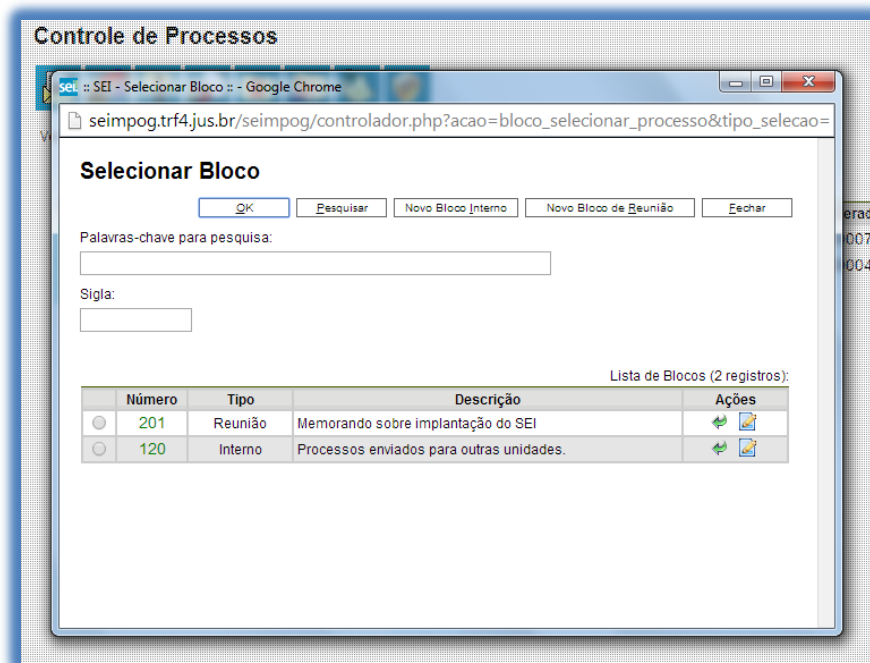 Controle de Processos
sei. :: SEI - Selecionar Bloco :: - Google Chrome
seimpog.trf4.jus.br/seimpog/controlador.php?acao=bloco_selecionar_processo&tipo_selecao=
Selecionar Bloco
OK Pesquisar Novo Bloco Interno Novo Bloco de Reunião Fechar
Palavras-chave para pesquisa:
Sigla:
Lista de Blocos (2 registros):
Número Tipo Descrição Ações
201 Reunião Memorando sobre implantação do SEI
120 Interno Processos enviados para outras unidades.